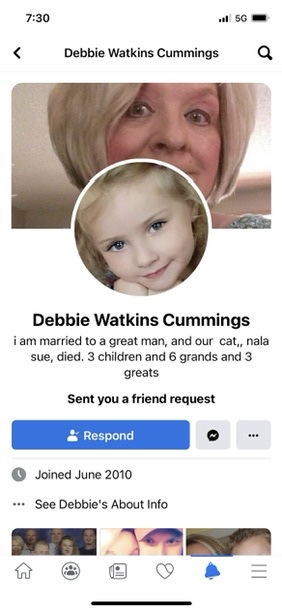 7:30
5G
Debbie Watkins Cummings
Debbie Watkins Cummings
i am married to a great man, and our  cat,, nala
sue, died. 3 children and 6 grands and 3
greats
Sent you a friend request
Respond
Joined June 2010
See Debbie's About Info